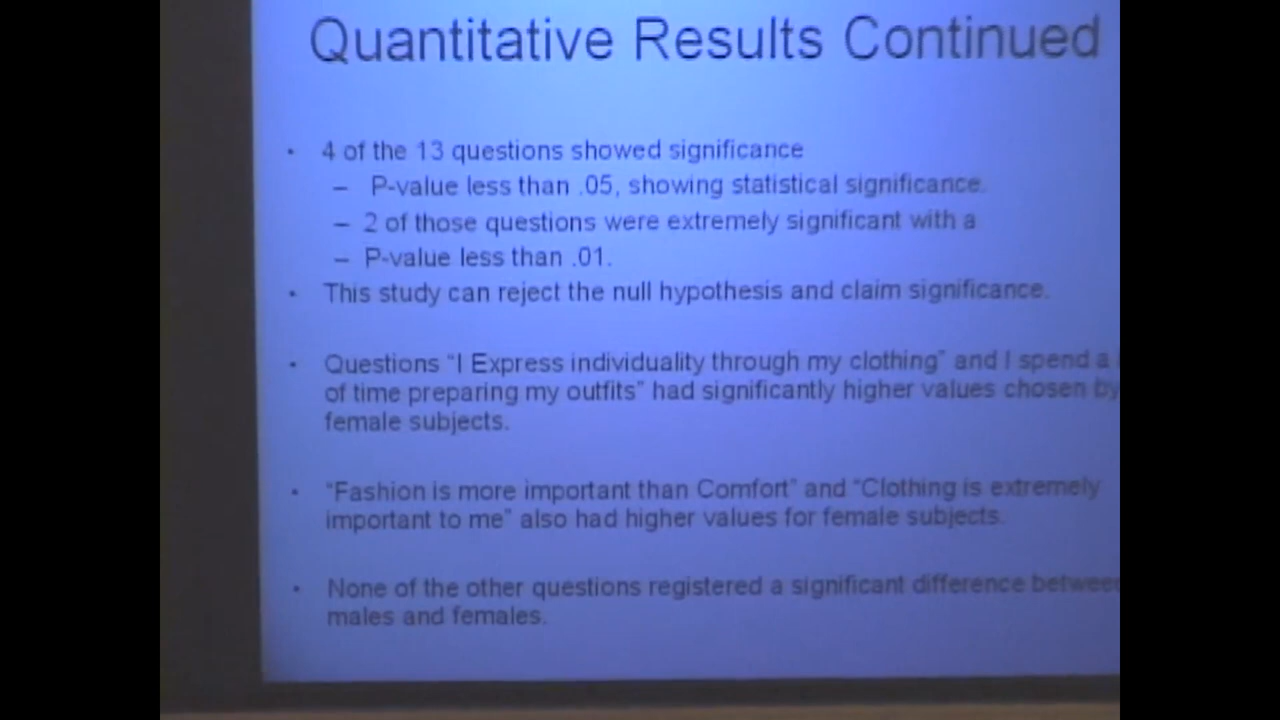 Quantitative Results Continued
• 4 of the 13 questions showed significance
– P-value less than .05, showing statistical significance.
– 2 of those questions were extremely significant with a
– P-value less than .01.
• This study can reject the null hypothesis and claim significance.
• Questions “I Express individuality through my clothing” and I spend a
of time preparing my outfits” had significantly higher values chosen by
female subjects.
• “Fashion is more important than Comfort” and “Clothing is extremely
important to me” also had higher values for female subjects.
• None of the other questions registered a significant difference between
males and females.